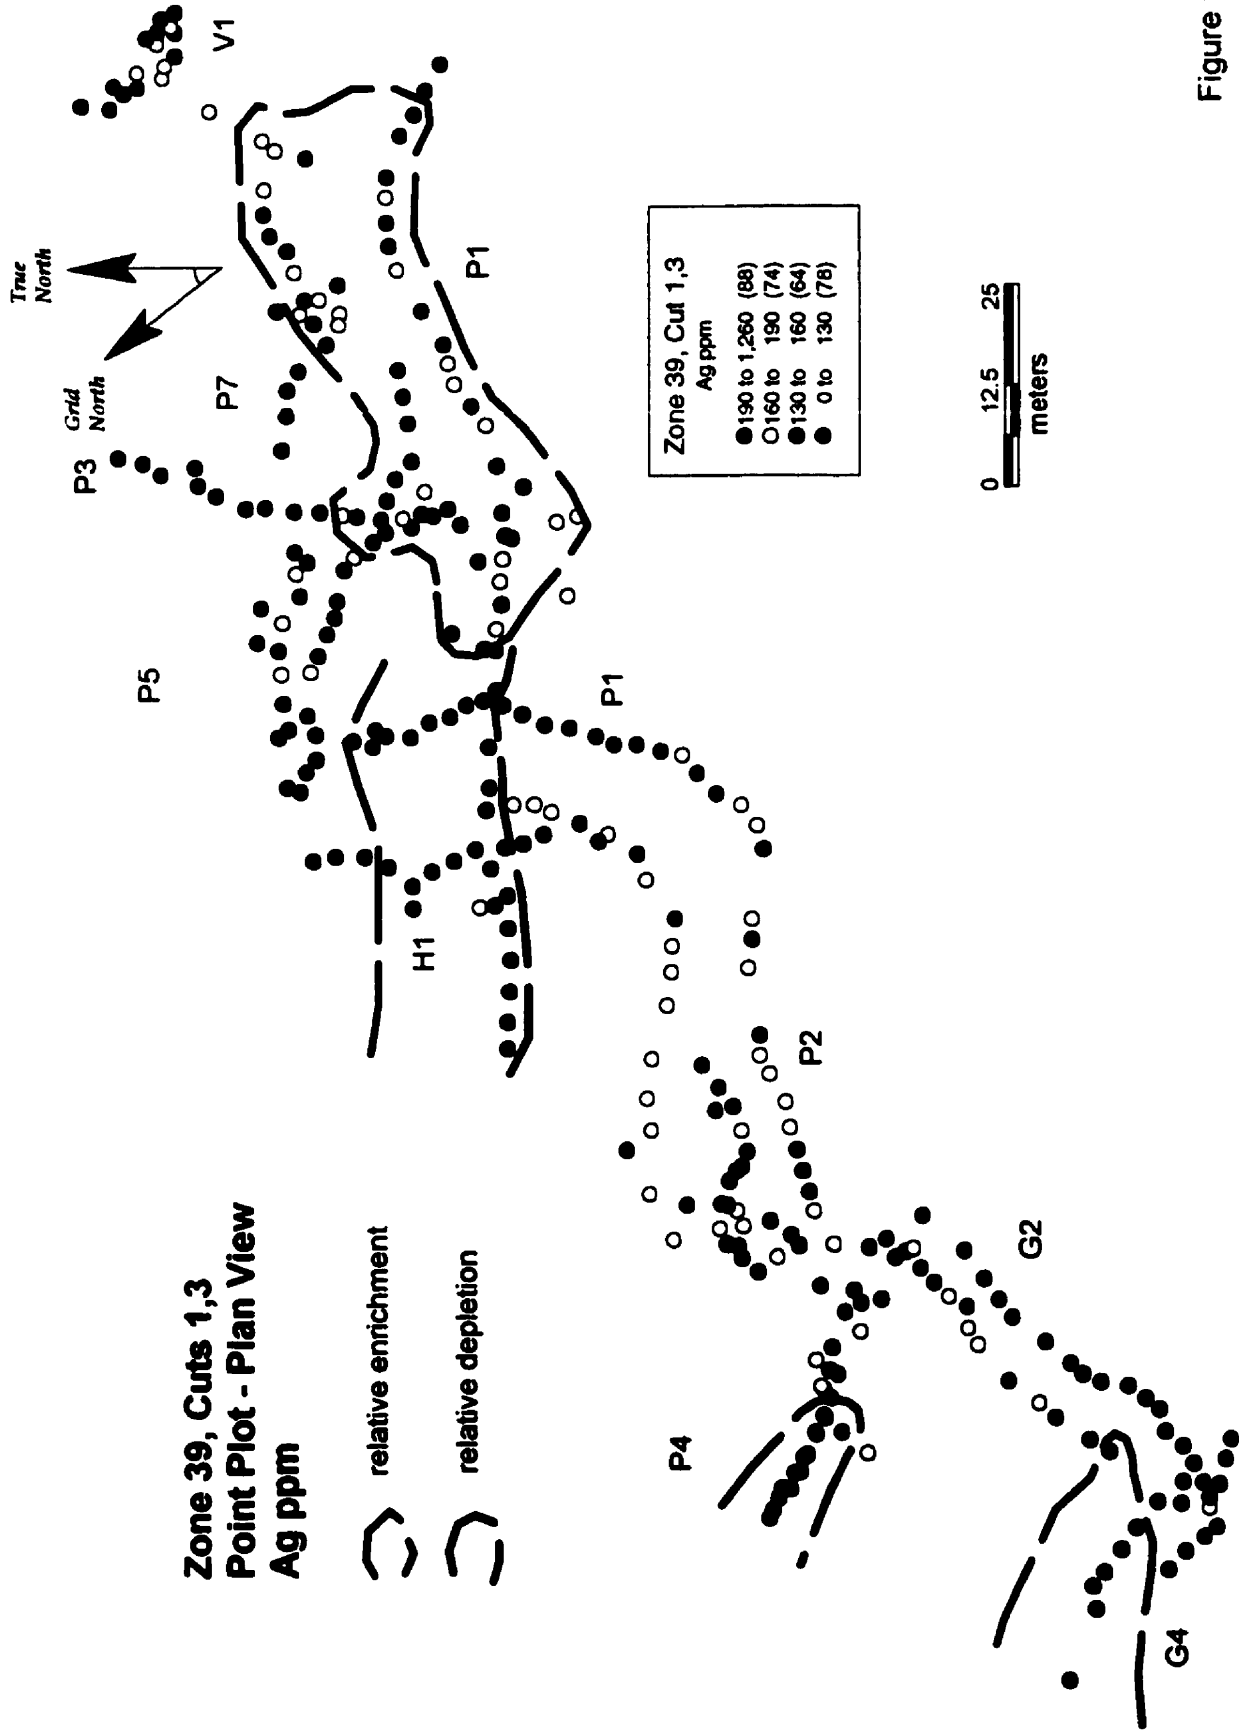 Zone 39, Cuts 1,3
Point Plot - Plan View
Ag ppm
relative enrichment
relative depletion
True
North
Grid
North
V1
P3
P7
P1
P5
P1
H1
P2
P4
G2
G4
Zone 39, Cut 1,3
Ag ppm
190 to 1,260 (88)
160 to 190 (74)
130 to 160 (64)
0 to 130 (78)
0 12.5 25
meters
Figure